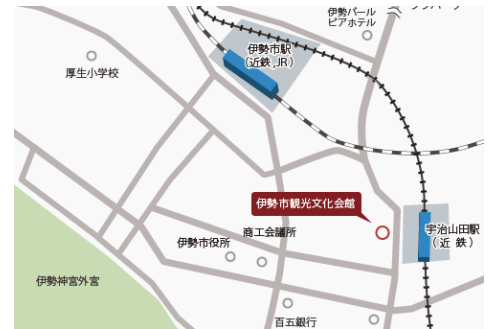 伊勢パール
ピアホテル
伊勢市駅
（近鉄,JR）
厚生小学校
伊勢市観光文化会館
宇治山田駅
（近 鉄）
商工会議所
伊勢市役所
伊勢神宮外宮
百五銀行